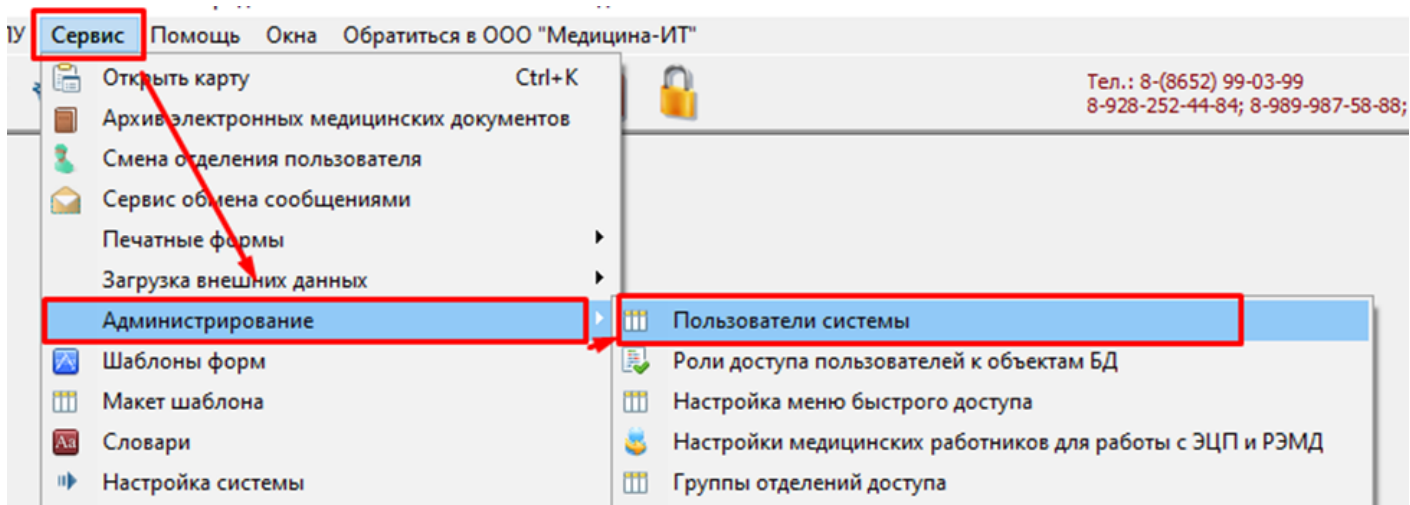 Сервис Помощь Окна Обратиться в ООО "Медицина-ИТ"
Открыть карту Ctrl+K
Тел.: 8-(8652) 99-03-99
8-928-252-44-84; 8-989-987-58-88;
Архив электронных медицинских документов
Смена отделения пользователя
Сервис обмена сообщениями
Печатные формы
Загрузка внешних данных
Администрирование
Пользователи системы
Шаблоны форм
Роли доступа пользователей к объектам БД
Макет шаблона
Настройка меню быстрого доступа
Словари
Настройки медицинских работников для работы с ЭЦП и РЭМД
Настройка системы
Группы отделений доступа